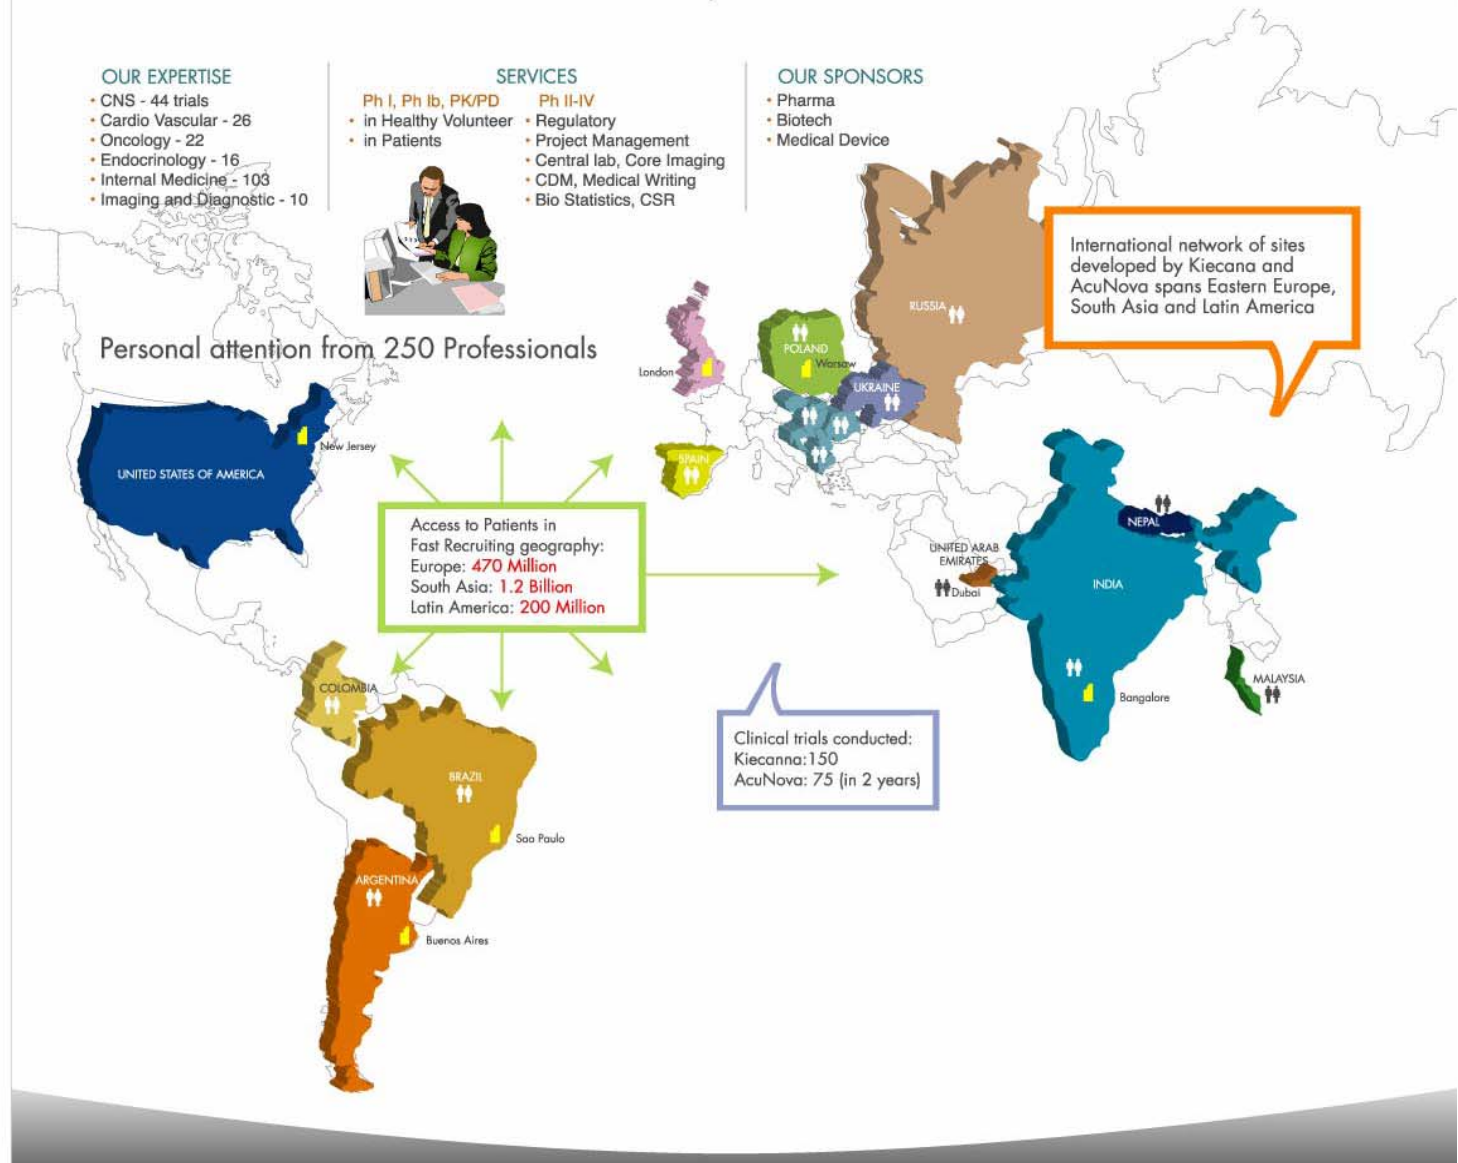 OUR EXPERTISE
• CNS - 44 trials
• Cardio Vascular - 26
• Oncology - 22
• Endocrinology - 16
• Internal Medicine - 103
• Imaging and Diagnostic - 10
SERVICES
Ph I, Ph Ib, PK/PD
• in Healthy Volunteer
• in Patients
Ph II-IV
• Regulatory
• Project Management
• Central lab, Core Imaging
• CDM, Medical Writing
• Bio Statistics, CSR
OUR SPONSORS
• Pharma
• Biotech
• Medical Device
International network of sites
developed by Kiecana and
AcuNova spans Eastern Europe,
South Asia and Latin America
Personal attention from 250 Professionals
RUSSIA
POLAND
Warsaw
London
UKRAINE
New Jersey
UNITED STATES OF AMERICA
SPAIN
Access to Patients in
Fast Recruiting geography:
Europe: 470 Million
South Asia: 1.2 Billion
Latin America: 200 Million
NEPAL
UNITED ARAB
EMIRATES
Dubai
INDIA
COLOMBIA
MALAYSIA
Bangalore
Clinical trials conducted:
Kiecanna:150
AcuNova: 75 (in 2 years)
BRAZIL
Sao Paulo
ARGENTINA
Buenos Aires